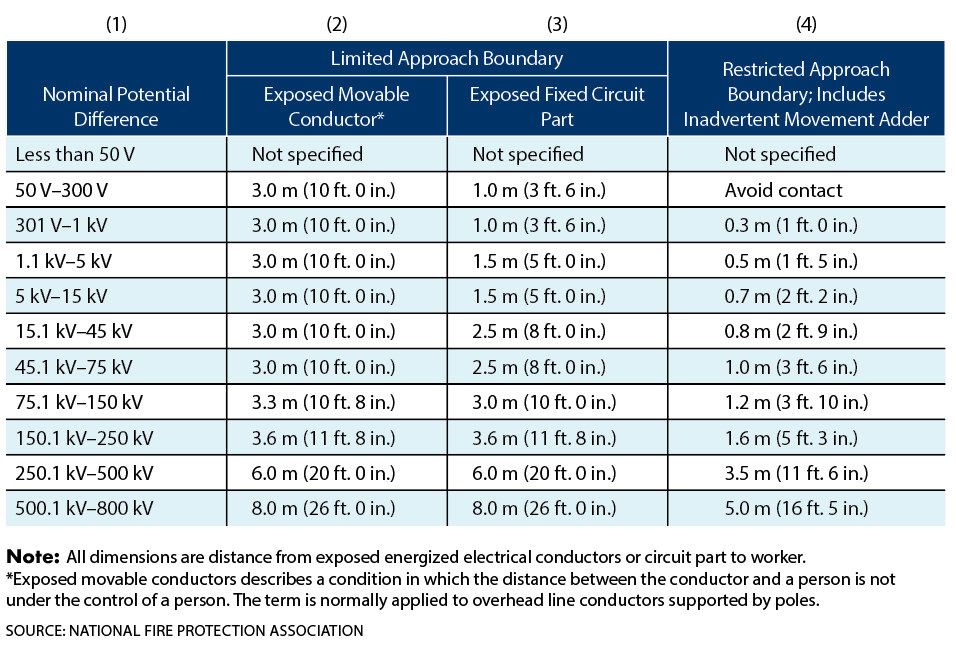 (1) (2) (3) (4)
Limited Approach Boundary
Nominal Potential Difference
Exposed Movable Conductor*
Exposed Fixed Circuit Part
Restricted Approach Boundary; Includes Inadvertent Movement Adder
Less than 50 V Not specified Not specified Not specified
50 V–300 V 3.0 m (10 ft. 0 in.) 1.0 m (3 ft. 6 in.) Avoid contact
301 V–1 kV 3.0 m (10 ft. 0 in.) 1.0 m (3 ft. 6 in.) 0.3 m (1 ft. 0 in.)
1.1 kV–5 kV 3.0 m (10 ft. 0 in.) 1.5 m (5 ft. 0 in.) 0.5 m (1 ft. 5 in.)
5 kV–15 kV 3.0 m (10 ft. 0 in.) 1.5 m (5 ft. 0 in.) 0.7 m (2 ft. 2 in.)
15.1 kV–45 kV 3.0 m (10 ft. 0 in.) 2.5 m (8 ft. 0 in.) 0.8 m (2 ft. 9 in.)
45.1 kV–75 kV 3.0 m (10 ft. 0 in.) 2.5 m (8 ft. 0 in.) 1.0 m (3 ft. 6 in.)
75.1 kV–150 kV 3.3 m (10 ft. 8 in.) 3.0 m (10 ft. 0 in.) 1.2 m (3 ft. 10 in.)
150.1 kV–250 kV 3.6 m (11 ft. 8 in.) 3.6 m (11 ft. 8 in.) 1.6 m (5 ft. 3 in.)
250.1 kV–500 kV 6.0 m (20 ft. 0 in.) 6.0 m (20 ft. 0 in.) 3.5 m (11 ft. 6 in.)
500.1 kV–800 kV 8.0 m (26 ft. 0 in.) 8.0 m (26 ft. 0 in.) 5.0 m (16 ft. 5 in.)
Note: All dimensions are distance from exposed energized electrical conductors or circuit part to worker.
*Exposed movable conductors describes a condition in which the distance between the conductor and a person is not
under the control of a person. The term is normally applied to overhead line conductors supported by poles.
SOURCE: NATIONAL FIRE PROTECTION ASSOCIATION